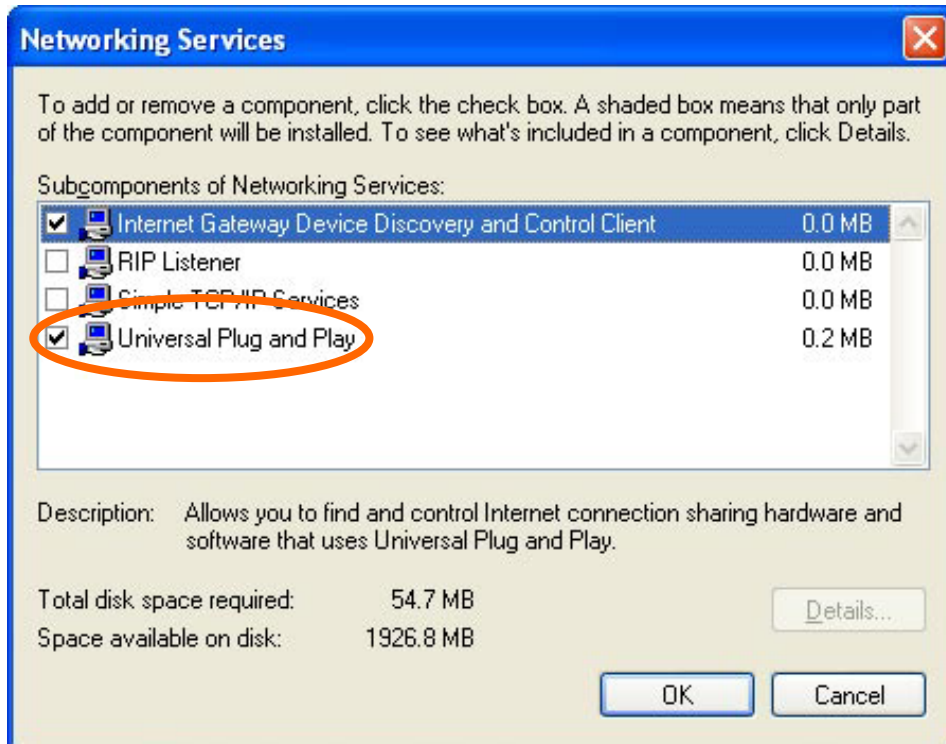 Networking Services
To add or remove a component, click the check box. A shaded box means that only part
of the component will be installed. To see what's included in a component, click Details.
Subcomponents of Networking Services:
Internet Gateway Device Discovery and Control Client 0.0 MB
RIP Listener 0.0 MB
Simple TCP/IP Services 0.0 MB
Universal Plug and Play 0.2 MB
Description: Allows you to find and control Internet connection sharing hardware and
software that uses Universal Plug and Play.
Total disk space required: 54.7 MB
Details...
Space available on disk: 1926.8 MB
OK Cancel